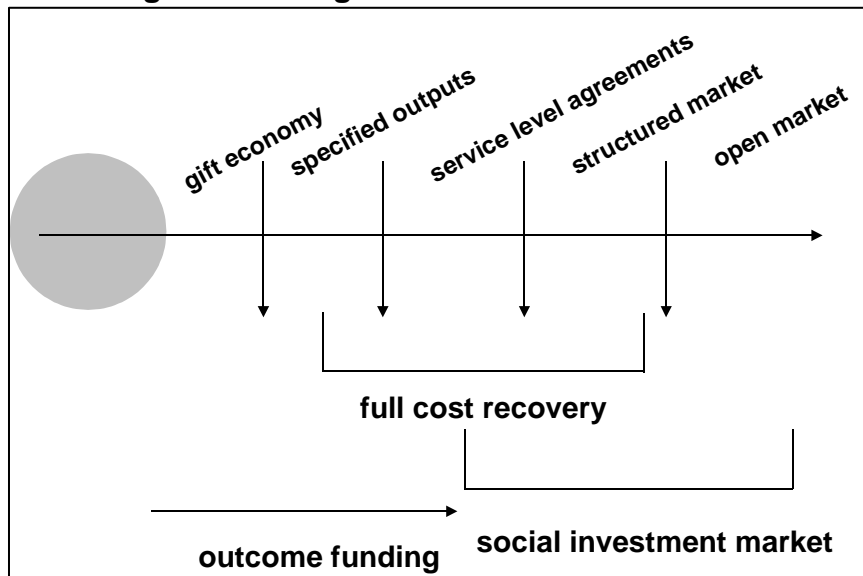 gift economy
specified outputs
service level agreements
structured market
open market
full cost recovery
outcome funding
social investment market